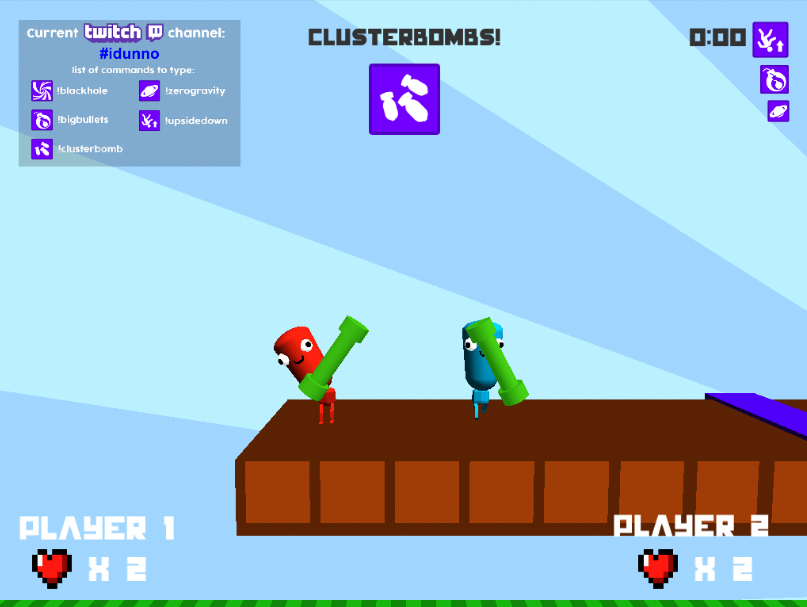 Current twitch channel:
#idunno
list of commands to type:
!blackhole
!zerogravity
!bigbullets
!upsidedown
!clusterbomb
CLUSTERBOMBS!
0:00
PLAYER 1
X 2
PLAYER 2
X 2